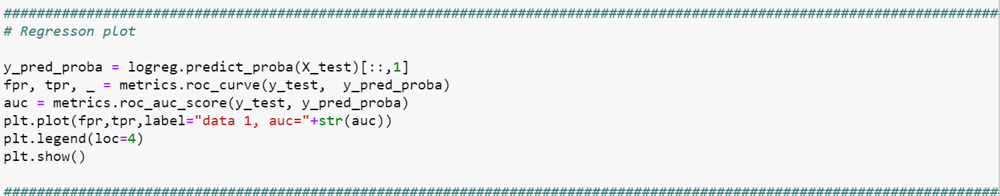 ########################################################################################################################
# Regresson plot
y_pred_proba = logreg.predict_proba(X_test)[::,1]
fpr, tpr, _ = metrics.roc_curve(y_test,  y_pred_proba)
auc = metrics.roc_auc_score(y_test, y_pred_proba)
plt.plot(fpr,tpr,label="data 1, auc="+str(auc))
plt.legend(loc=4)
plt.show()
########################################################################################################################